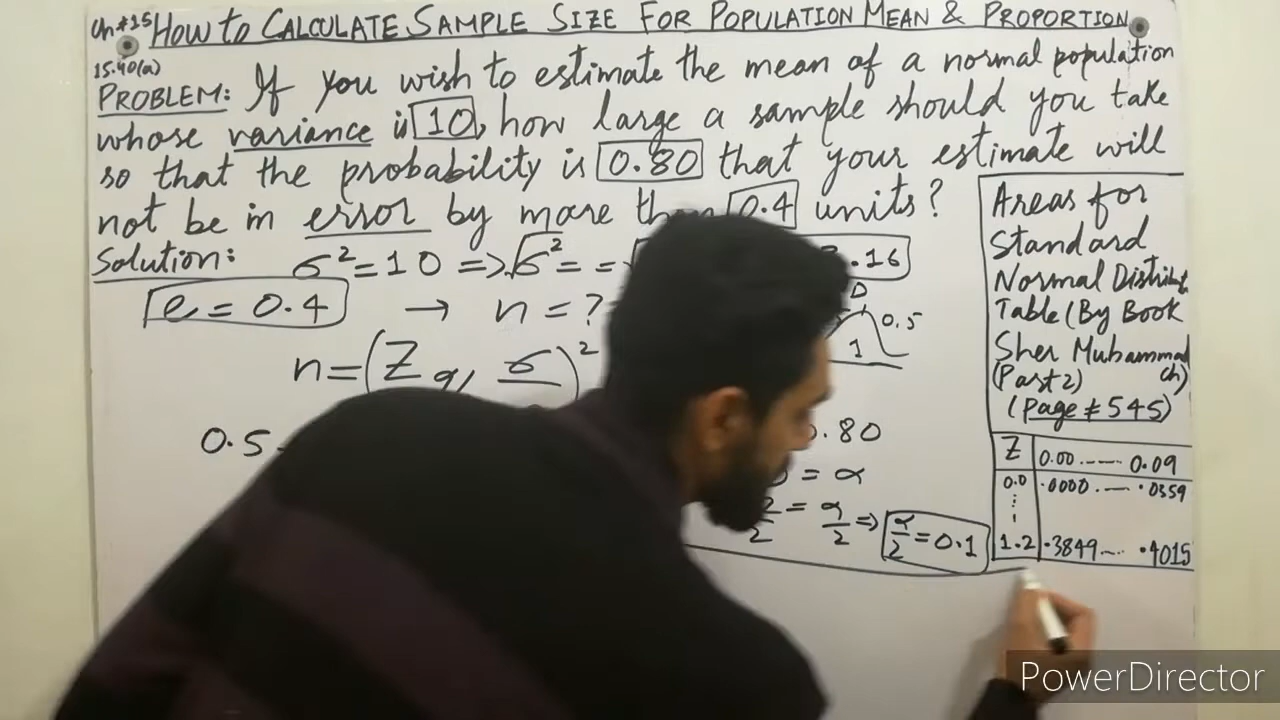 Ch#15 HOW to CALCULATE SAMPLE SIZE FOR POPULATION MEAN & PROPORTION
15.40(a)
PROBLEM: If you wish to estimate the mean of a normal population
whose variance is 10, how large a sample should you take
so that the probability is 0.80 that your estimate will
not be in error by more than 0.4 units?
Solution: σ² = 10 => √σ² = =
.16
e = 0.4 → n = ?
0.5
1
n = (Z α/ σ)²
0.5
0.80
= α
/2 = α/2 => α/2 = 0.1
Areas for
Standard
Normal Distribut
Table (By Book
Sher Muhammad
(Part 2) Ch)
(Page # 545)
Z 0.00 ...... 0.09
0.0 .0000 ...... .0359
1.2 .3849 .... .4015
PowerDirector